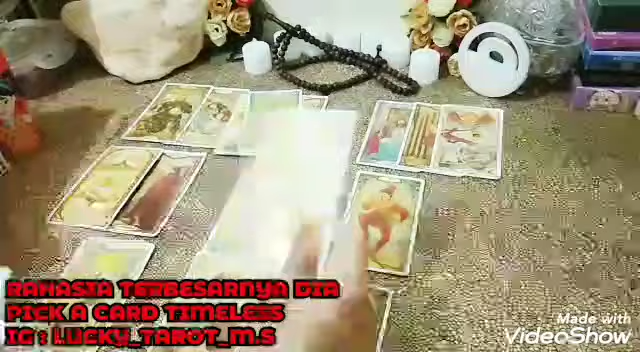 RAHASIA TERBESARNYA DIA
PICK A CARD TIMELESS
IG : LUCKY_TAROT_M.S
Made with
VideoShow